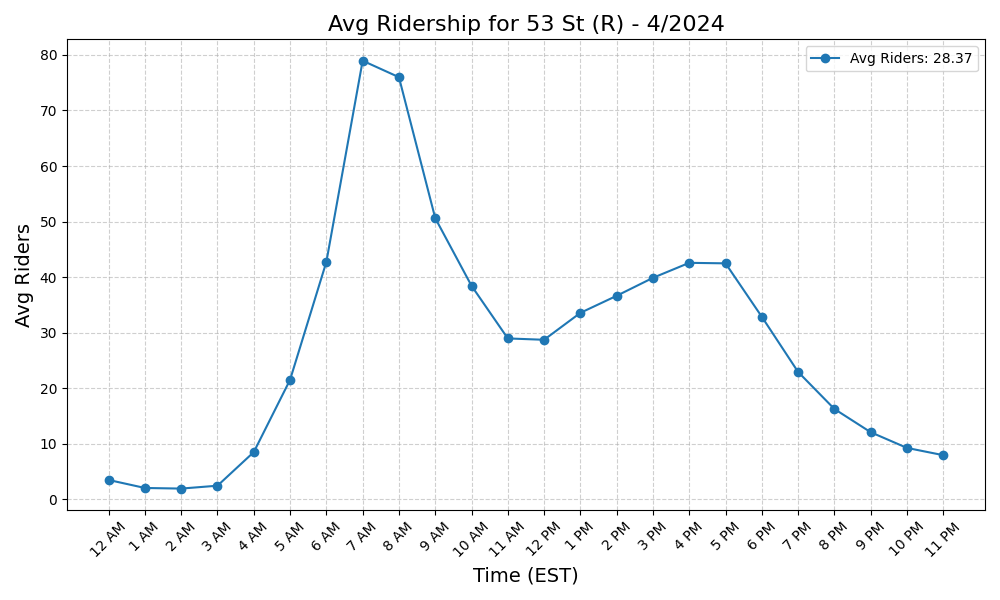 Avg Ridership for 53 St (R) - 4/2024
Avg Riders: 28.37
Avg Riders
80
70
60
50
40
30
20
10
0
12 AM
1 AM
2 AM
3 AM
4 AM
5 AM
6 AM
7 AM
8 AM
9 AM
10 AM
11 AM
12 PM
1 PM
2 PM
3 PM
4 PM
5 PM
6 PM
7 PM
8 PM
9 PM
10 PM
11 PM
Time (EST)